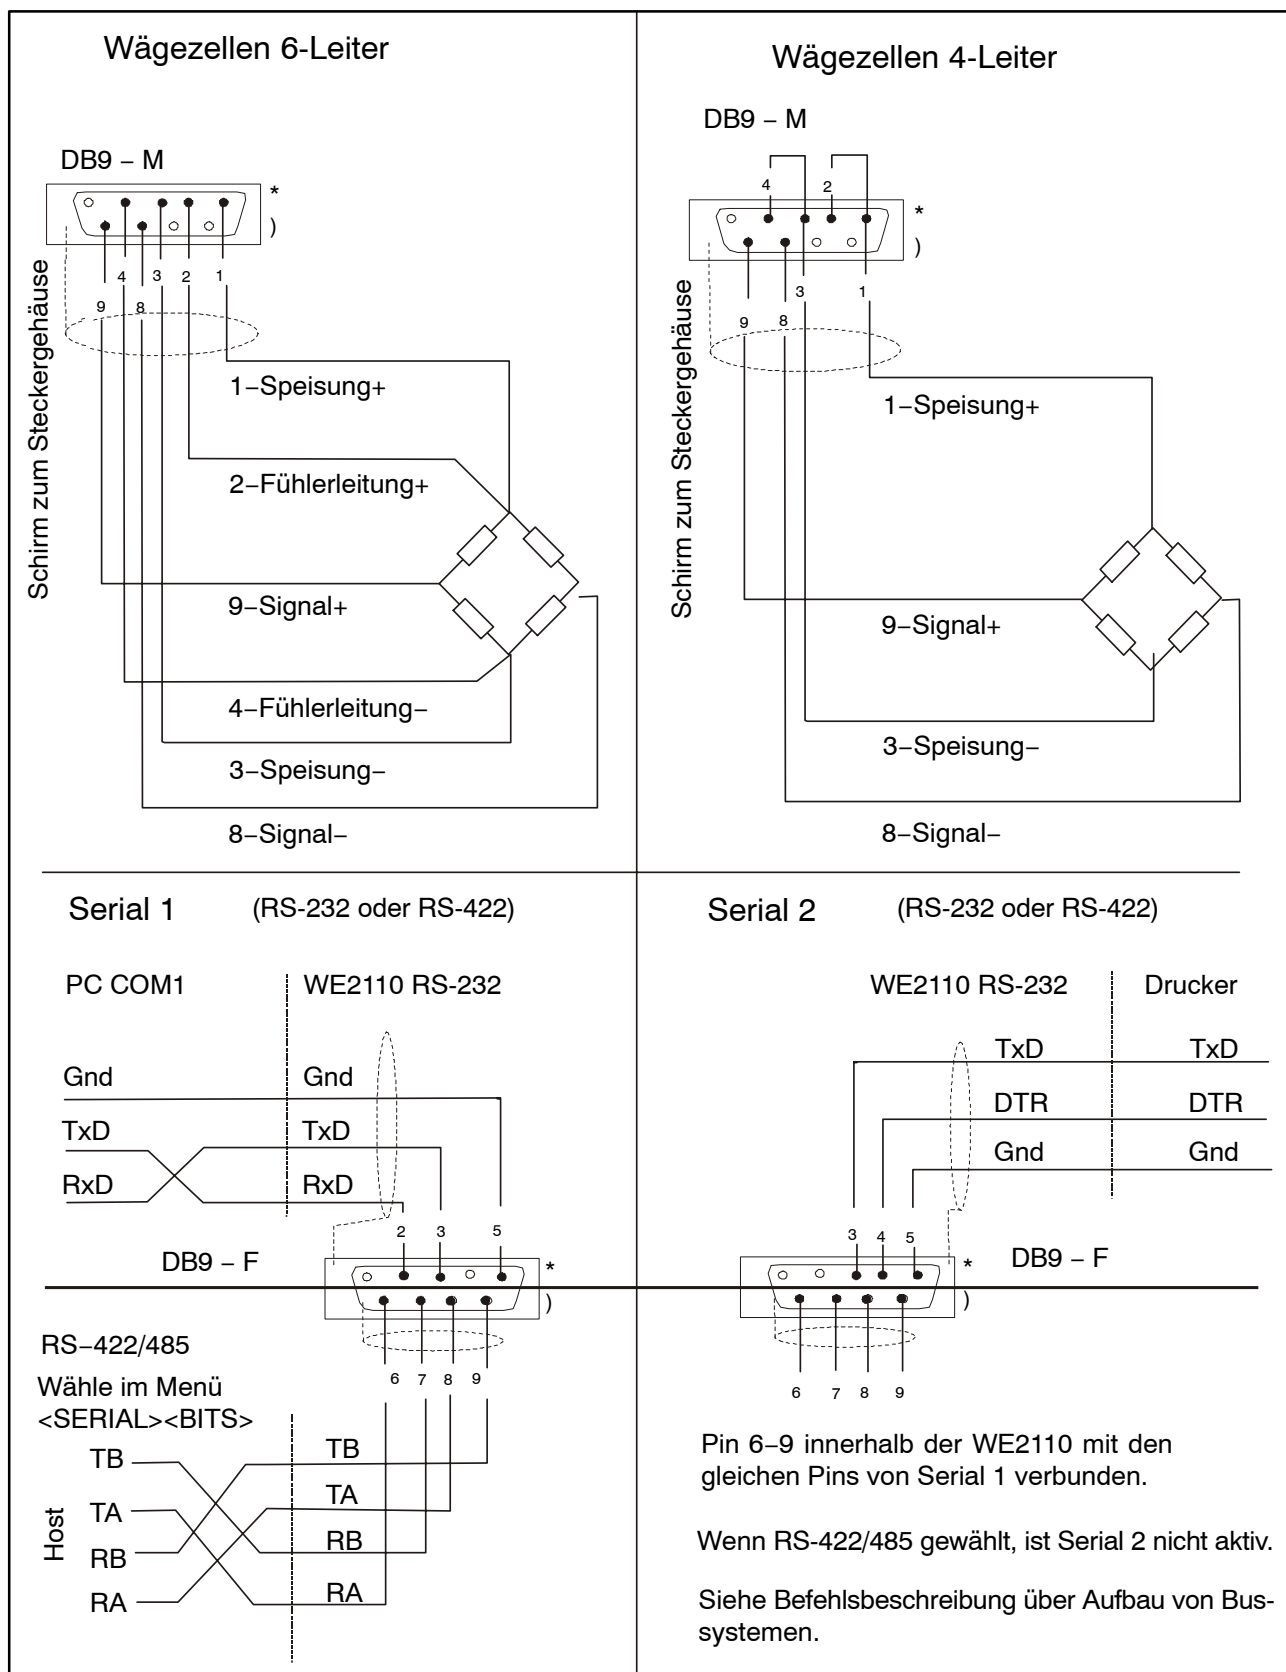 Wägezellen 6-Leiter
DB9 – M
*
)
4 3 2 1
9 8
Schirm zum Steckergehäuse
1–Speisung+
2–Fühlerleitung+
9–Signal+
4–Fühlerleitung–
3–Speisung–
8–Signal–
Wägezellen 4-Leiter
DB9 – M
4 2
*
)
3 1
9 8
Schirm zum Steckergehäuse
1–Speisung+
9–Signal+
3–Speisung–
8–Signal–
Serial 1 (RS-232 oder RS-422)
PC COM1 WE2110 RS-232
Gnd Gnd
TxD TxD
RxD RxD
2 3 5
DB9 – F
*
)
RS–422/485
6 7 8 9
Wähle im Menü
<SERIAL><BITS>
TB TB
TA TA
RB RB
RA RA
Host
Serial 2 (RS-232 oder RS-422)
WE2110 RS-232 Drucker
TxD TxD
DTR DTR
Gnd Gnd
3 4 5
DB9 – F
*
)
6 7 8 9
Pin 6–9 innerhalb der WE2110 mit den
gleichen Pins von Serial 1 verbunden.
Wenn RS-422/485 gewählt, ist Serial 2 nicht aktiv.
Siehe Befehlsbeschreibung über Aufbau von Bus-
systemen.